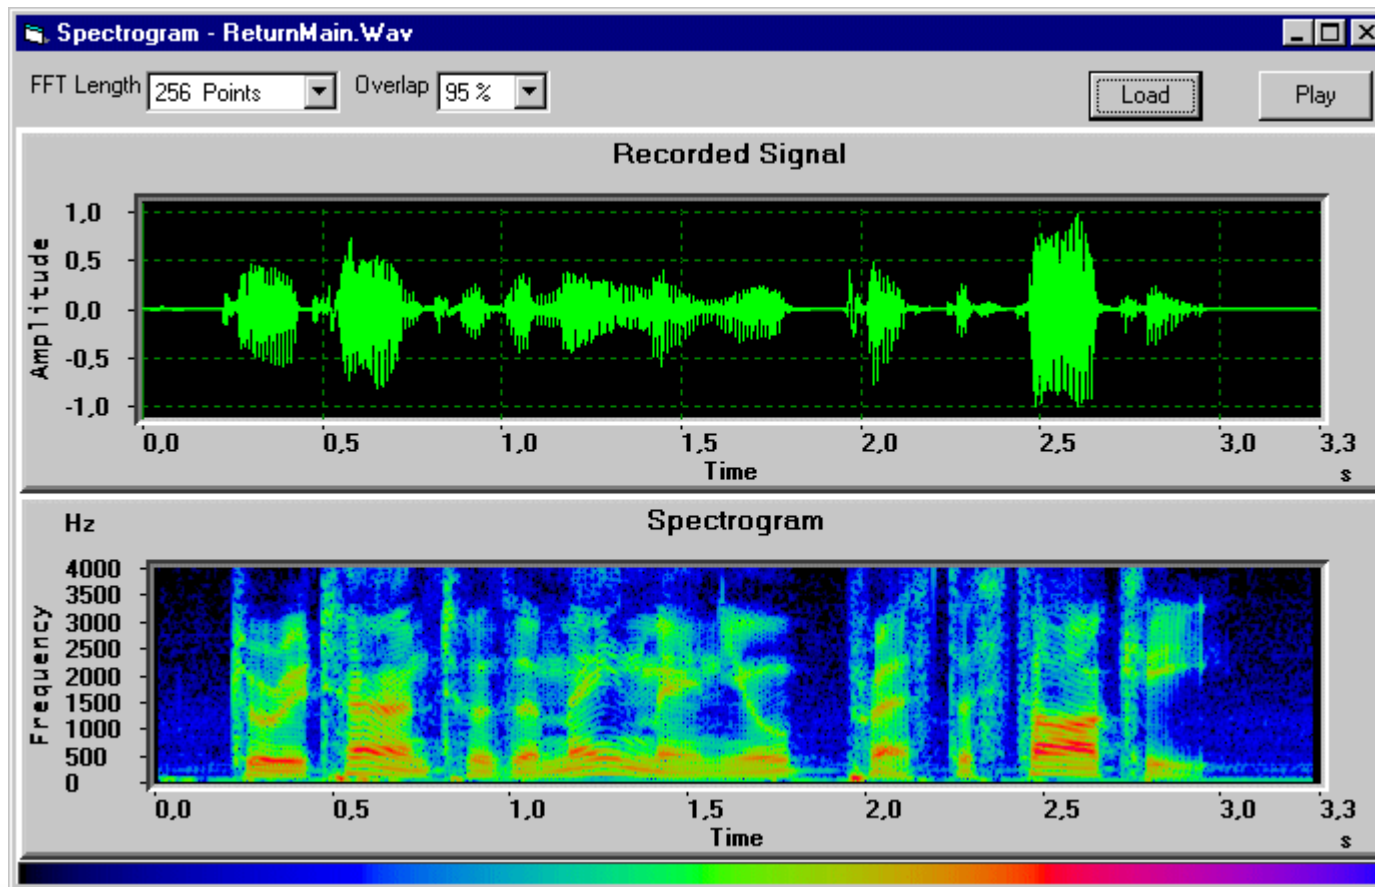 Spectrogram - ReturnMain.Wav
FFT Length 256 Points Overlap 95 % Load Play
Recorded Signal
Amplitude
1,0
0,5
0,0
-0,5
-1,0
0,0 0,5 1,0 1,5 2,0 2,5 3,0 3,3
Time
s
Hz
Spectrogram
Frequency
4000
3500
3000
2500
2000
1500
1000
500
0
0,0 0,5 1,0 1,5 2,0 2,5 3,0 3,3
Time
s